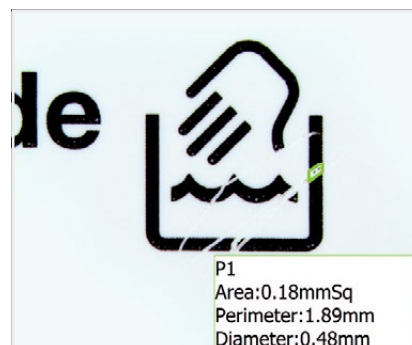 de
P1
Area:0.18mmSq
Perimeter:1.89mm
Diameter:0.48mm